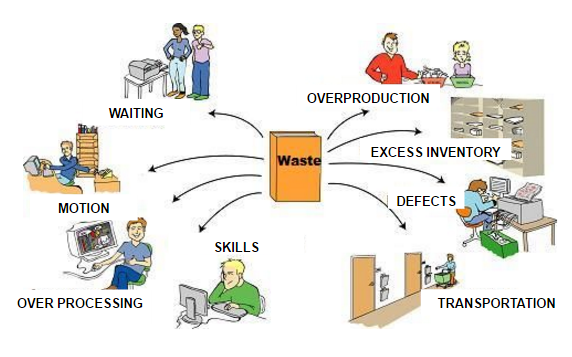 OVERPRODUCTION
WAITING
EXCESS INVENTORY
Waste
DEFECTS
MOTION
SKILLS
OVER PROCESSING
TRANSPORTATION